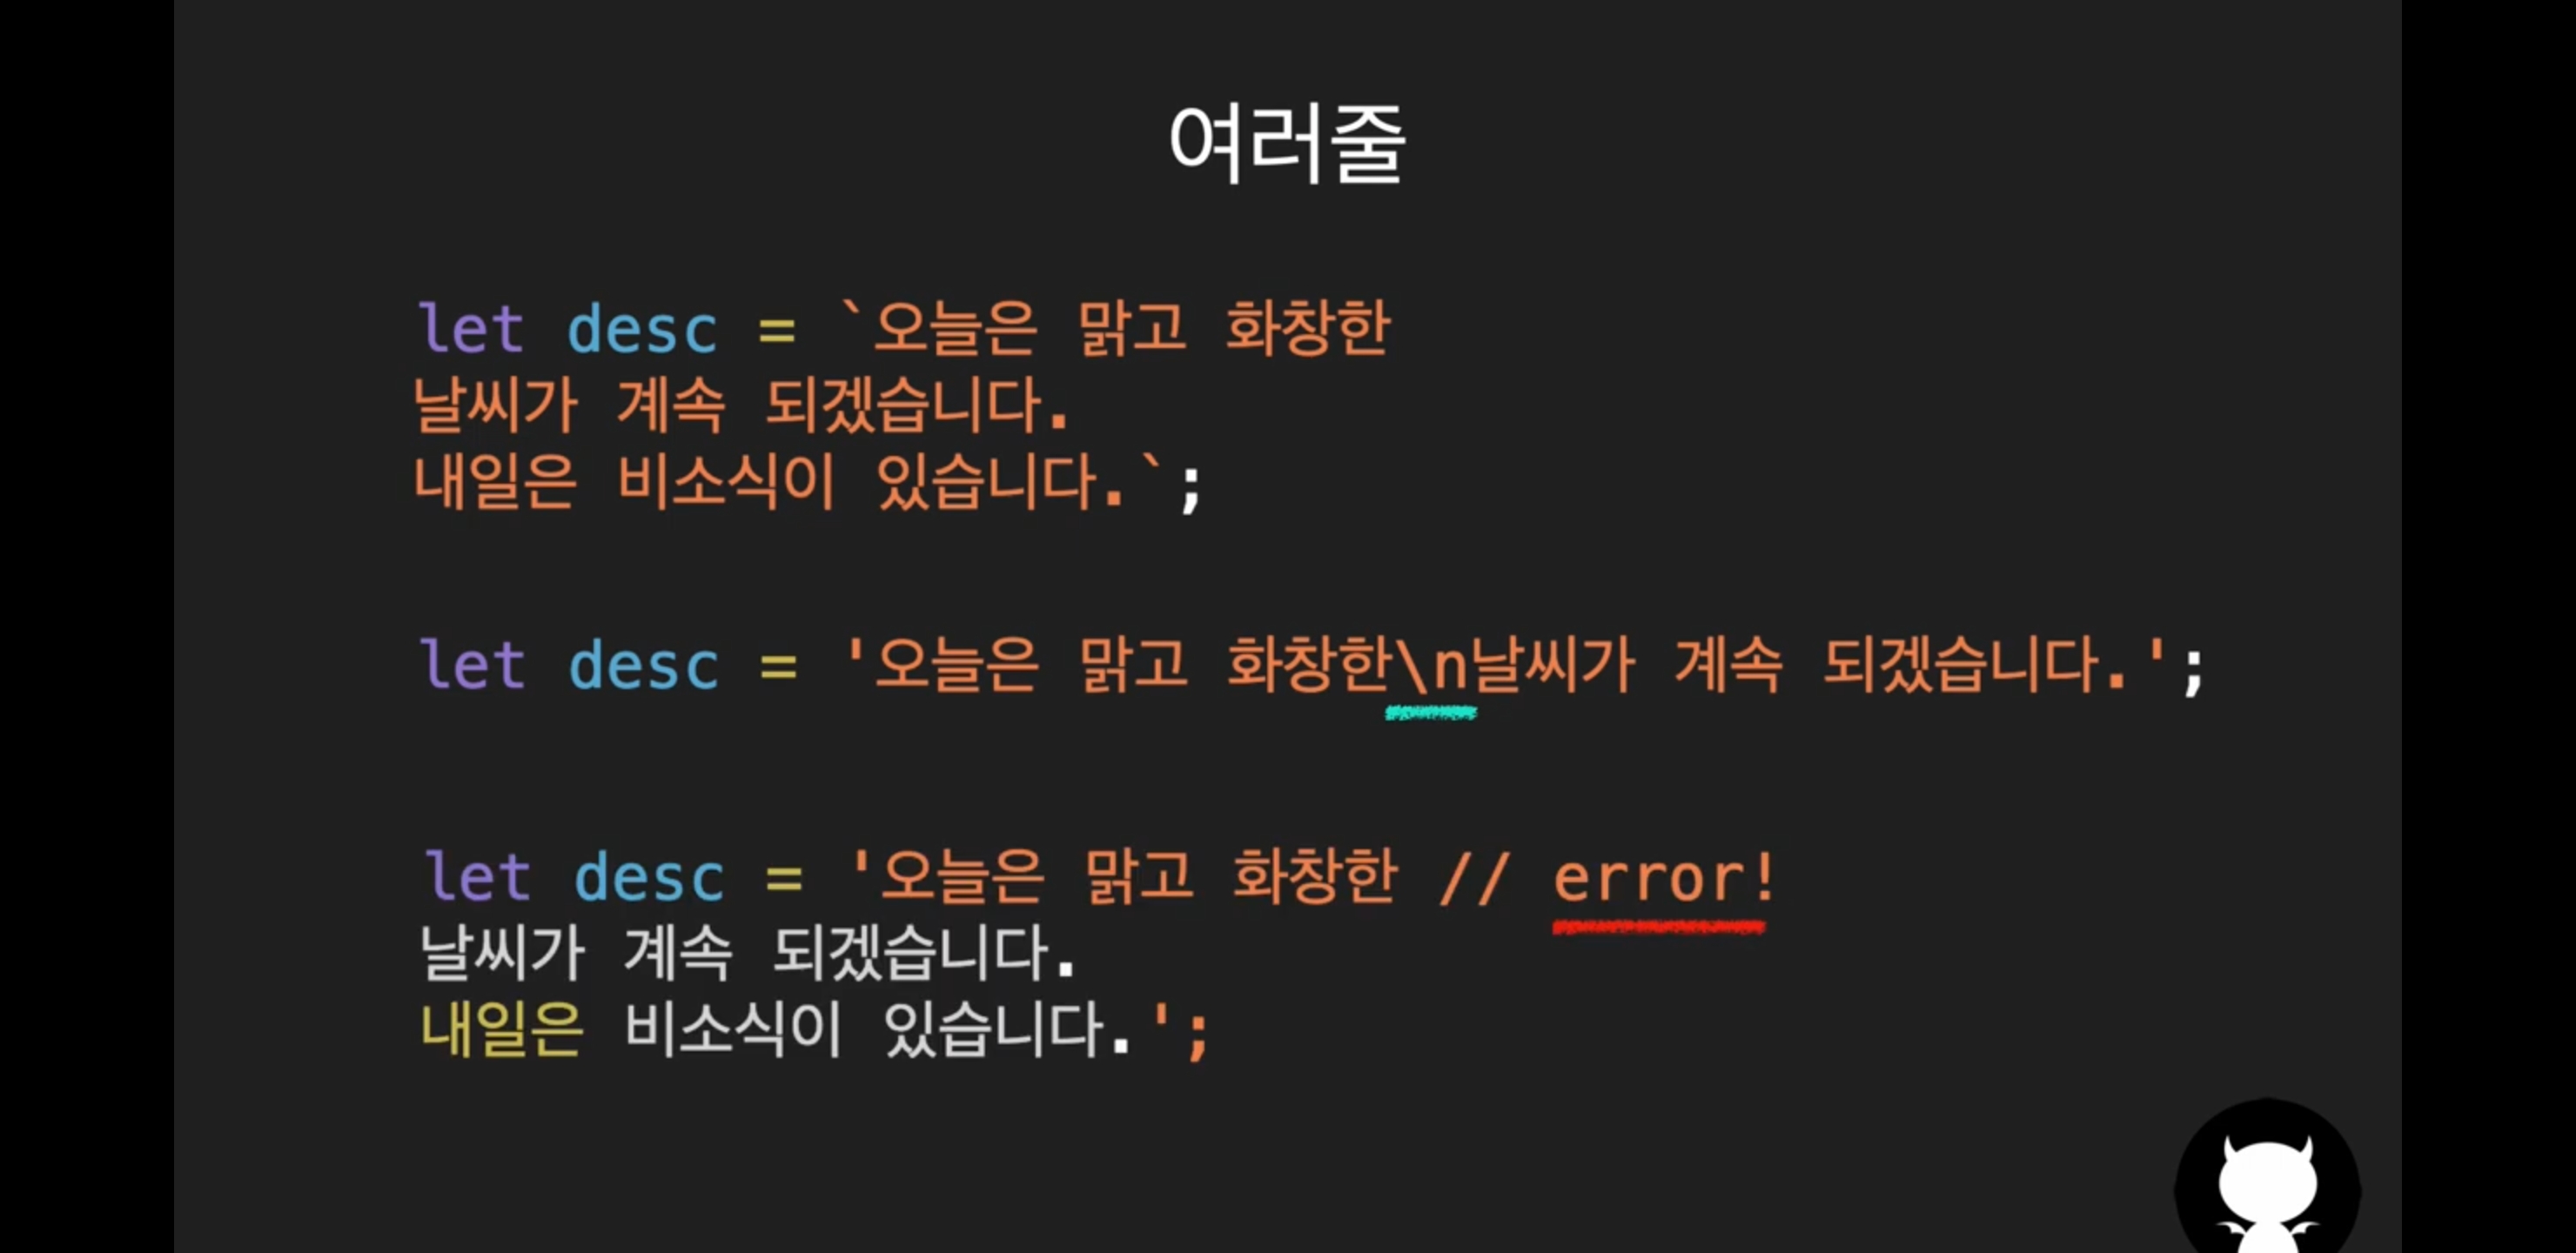 여러줄
let desc = `오늘은 맑고 화창한
날씨가 계속 되겠습니다.
내일은 비소식이 있습니다.`;
let desc = '오늘은 맑고 화창한\n날씨가 계속 되겠습니다.';
let desc = '오늘은 맑고 화창한 // error!
날씨가 계속 되겠습니다.
내일은 비소식이 있습니다.';